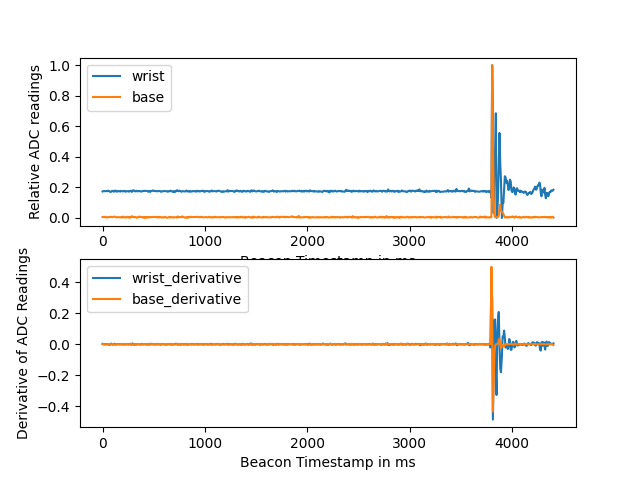 Relative ADC readings
1.0
0.8
0.6
0.4
0.2
0.0
wrist
base
0
1000
2000
3000
4000
Beacon Timestamp in ms
Derivative of ADC Readings
0.4
0.2
0.0
−0.2
−0.4
wrist_derivative
base_derivative
0
1000
2000
3000
4000
Beacon Timestamp in ms